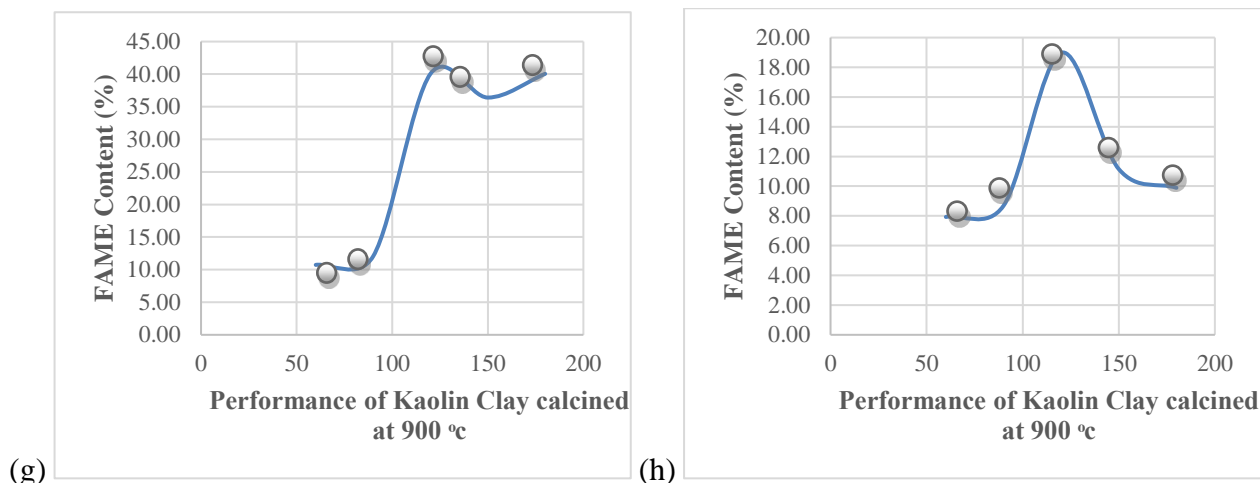 45.00
40.00
35.00
30.00
25.00
20.00
15.00
10.00
5.00
0.00
FAME Content (%)
0 50 100 150 200
Performance of Kaolin Clay calcined
at 900 ᵒc
(g)
20.00
18.00
16.00
14.00
12.00
10.00
8.00
6.00
4.00
2.00
0.00
FAME Content (%)
0 50 100 150 200
Performance of Kaolin Clay calcined
at 900 ᵒc
(h)